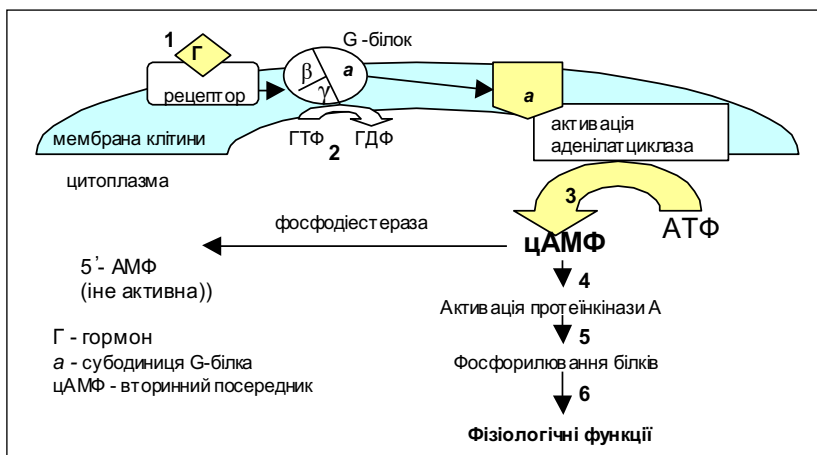 1
Г
G -білок
β
γ
а
рецептор
а
мембрана клітини
ГТФ
2
ГДФ
активація
аденілатциклаза
цитоплазма
3
фосфодіестераза
цАМФ
АТФ
5'- АМФ
(іне активна))
4
Активація протеїнкінази А
Г - гормон
5
а - субодиниця G-білка
Фосфорилювання білків
цАМФ - вторинний посередник
6
Фізіологічні функції